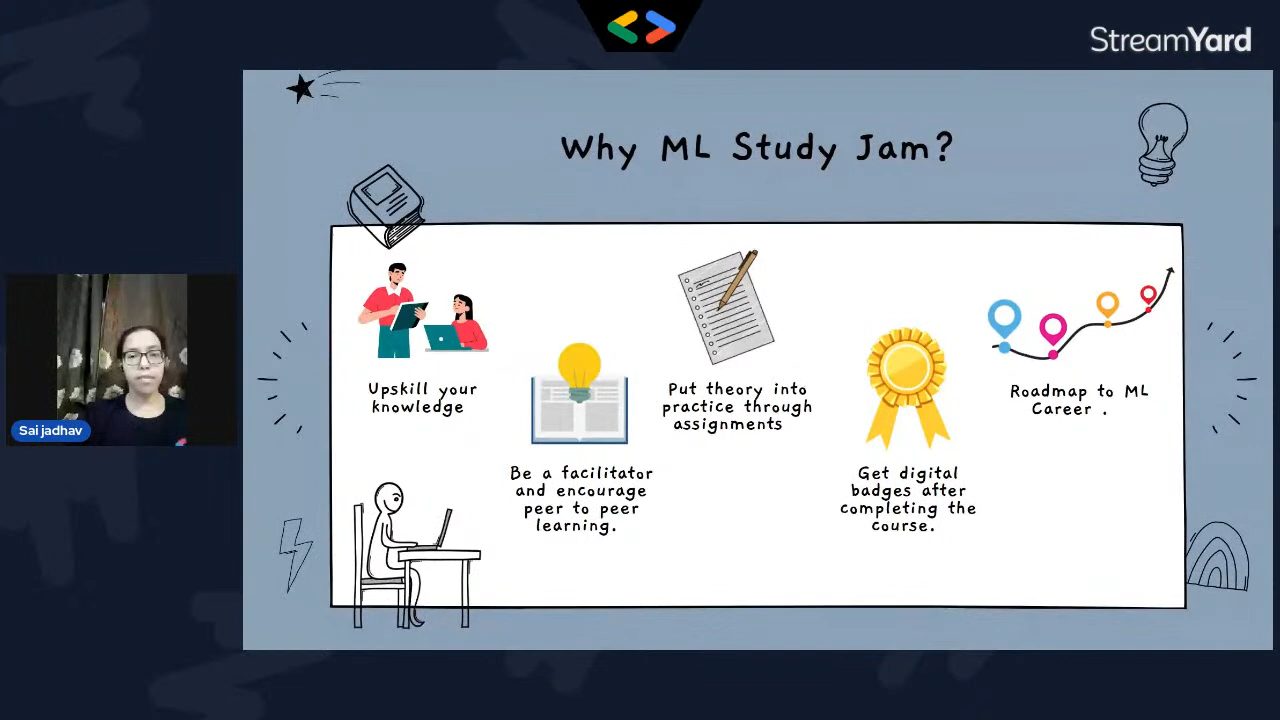 StreamYard
Why ML Study Jam?
Upskill your
knowledge
Be a facilitator
and encourage
peer to peer
learning.
Put theory into
practice through
assignments
Get digital
badges after
completing the
course.
Roadmap to ML
Career .
Sai jadhav